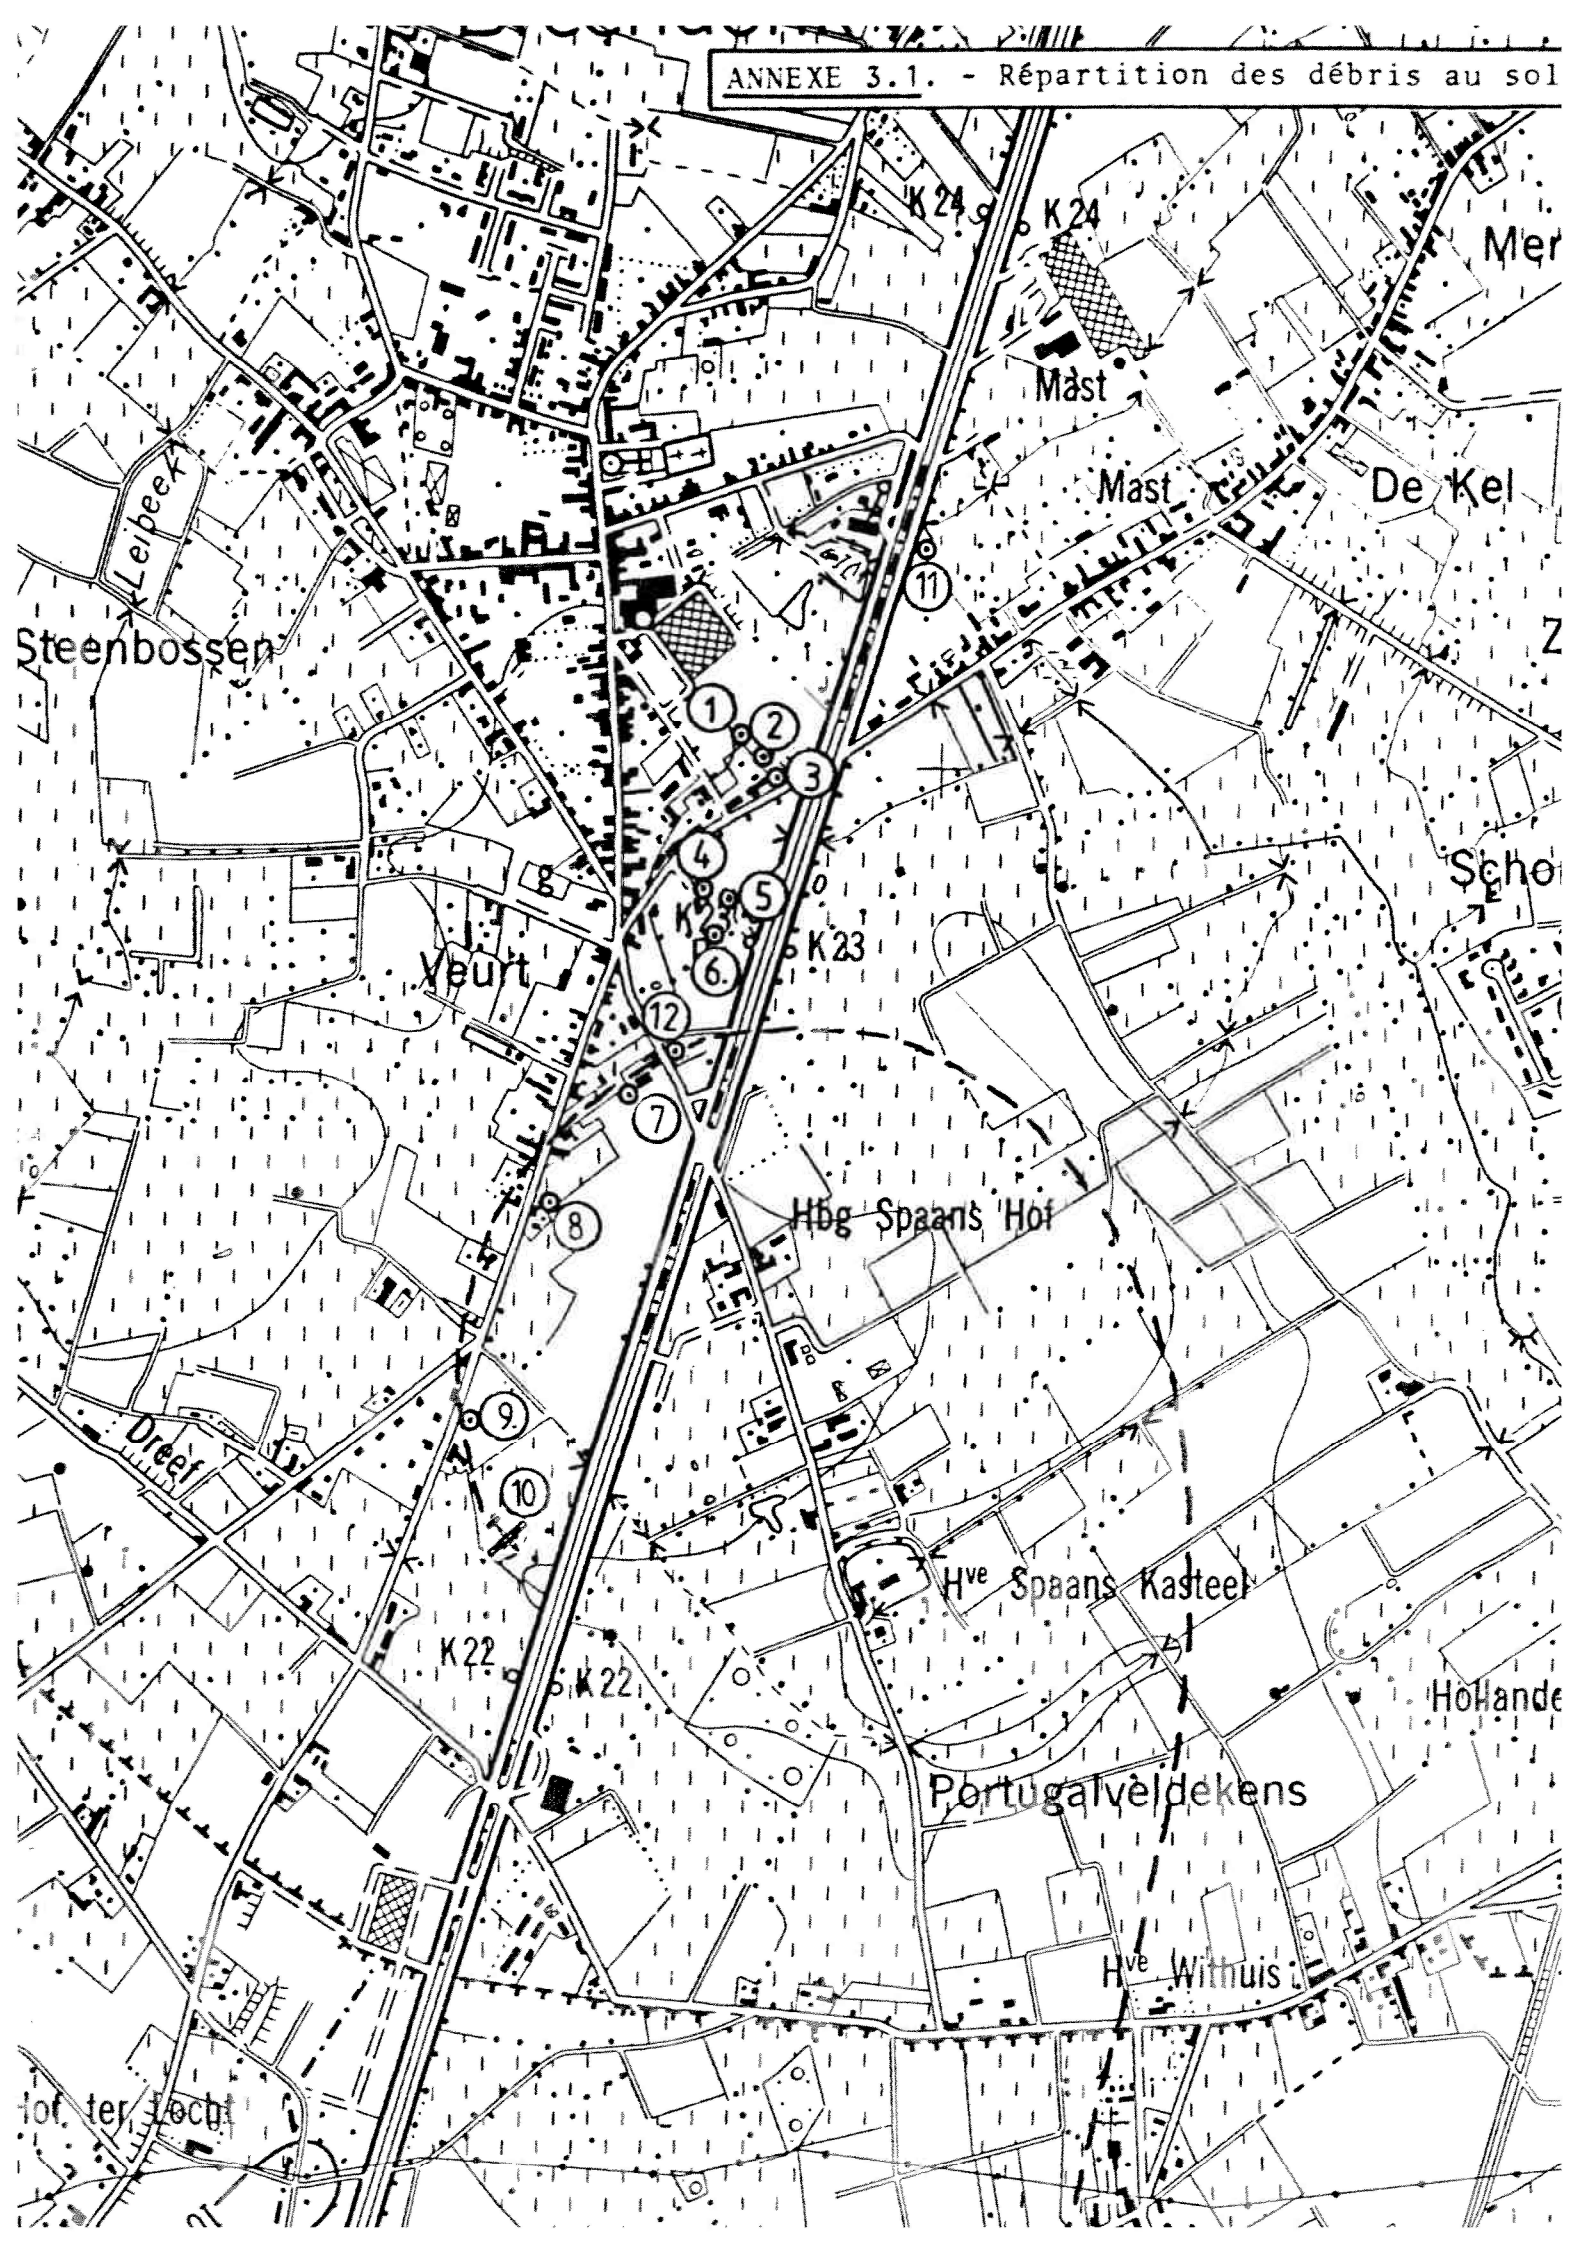 ANNEXE 3.1. - Répartition des débris au sol
K 24
K 24
Mer
Mast
Mast
De Kel
Leibeek
11
Steenbossen
Z
1
2
3
4
g
5
Scho
K 23
6
Veurt
12
7
Hbg Spaans Hof
8
9
Dreef
10
Hve Spaans Kasteel
K 22
K 22
Hollande
Portugalveldekens
Hve Withuis
Hof ter Locht